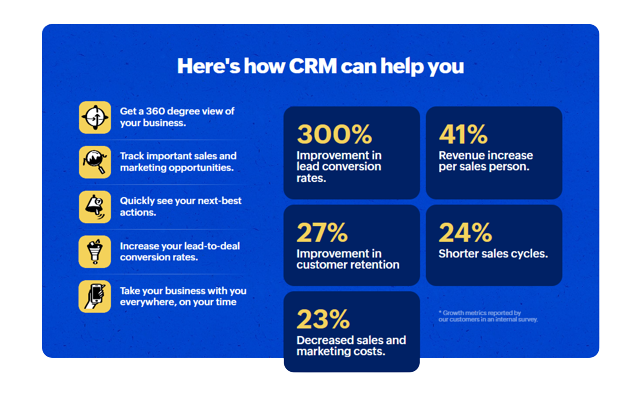 Here's how CRM can help you
Get a 360 degree view of
your business.
Track important sales and
marketing opportunities.
Quickly see your next-best
actions.
Increase your lead-to-deal
conversion rates.
Take your business with you
everywhere, on your time
300%
Improvement in
lead conversion
rates.
41%
Revenue increase
per sales person.
27%
Improvement in
customer retention
24%
Shorter sales cycles.
23%
Decreased sales and
marketing costs.
* Growth metrics reported by
our customers in an internal survey.